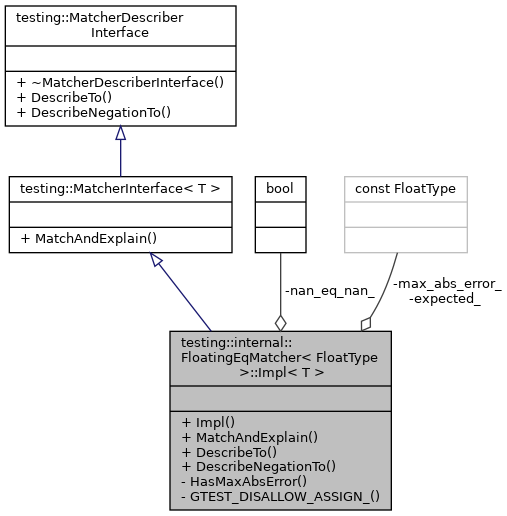 testing::MatcherDescriber
Interface
+ ~MatcherDescriberInterface()
+ DescribeTo()
+ DescribeNegationTo()
testing::MatcherInterface< T >
+ MatchAndExplain()
bool
const FloatType
-nan_eq_nan_
-max_abs_error_
-expected_
testing::internal::
FloatingEqMatcher< FloatType
>::Impl< T >
+ Impl()
+ MatchAndExplain()
+ DescribeTo()
+ DescribeNegationTo()
- HasMaxAbsError()
- GTEST_DISALLOW_ASSIGN_()